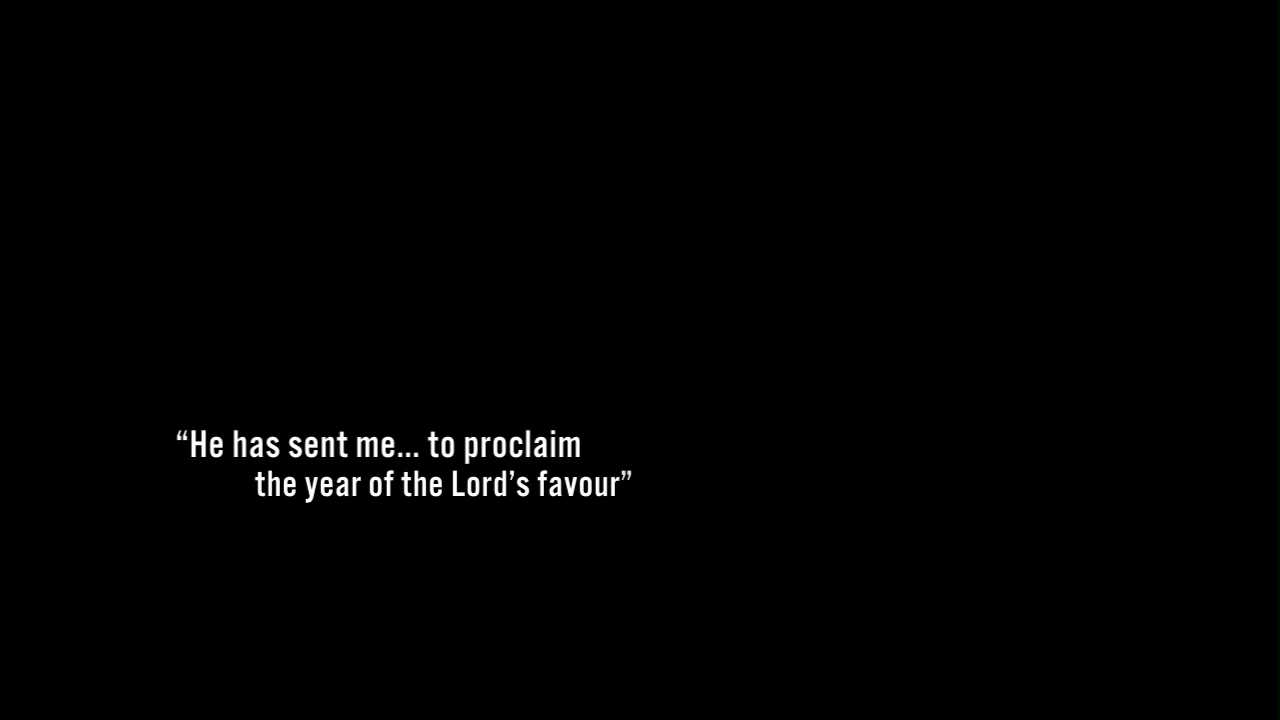 “He has sent me... to proclaim
the year of the Lord’s favour”